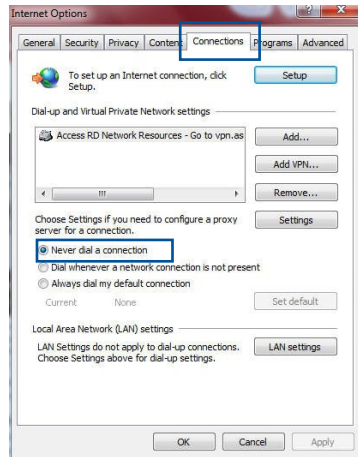 Internet Options
General Security Privacy Content Connections Programs Advanced
To set up an Internet connection, click
Setup.
Setup
Dial-up and Virtual Private Network settings
Access RD Network Resources - Go to vpn.as
Add...
Add VPN...
Remove...
Choose Settings if you need to configure a proxy
server for a connection.
Settings
Never dial a connection
Dial whenever a network connection is not present
Always dial my default connection
Current None
Set default
Local Area Network (LAN) settings
LAN Settings do not apply to dial-up connections.
Choose Settings above for dial-up settings.
LAN settings
OK Cancel Apply